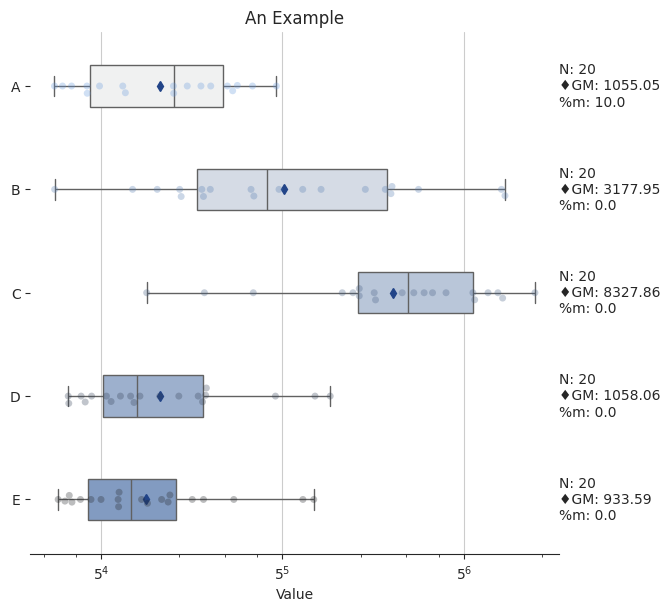 An Example
A
N: 20
♦GM: 1055.05
%m: 10.0
B
N: 20
♦GM: 3177.95
%m: 0.0
C
N: 20
♦GM: 8327.86
%m: 0.0
D
N: 20
♦GM: 1058.06
%m: 0.0
E
N: 20
♦GM: 933.59
%m: 0.0
5⁴ 5⁵ 5⁶
Value